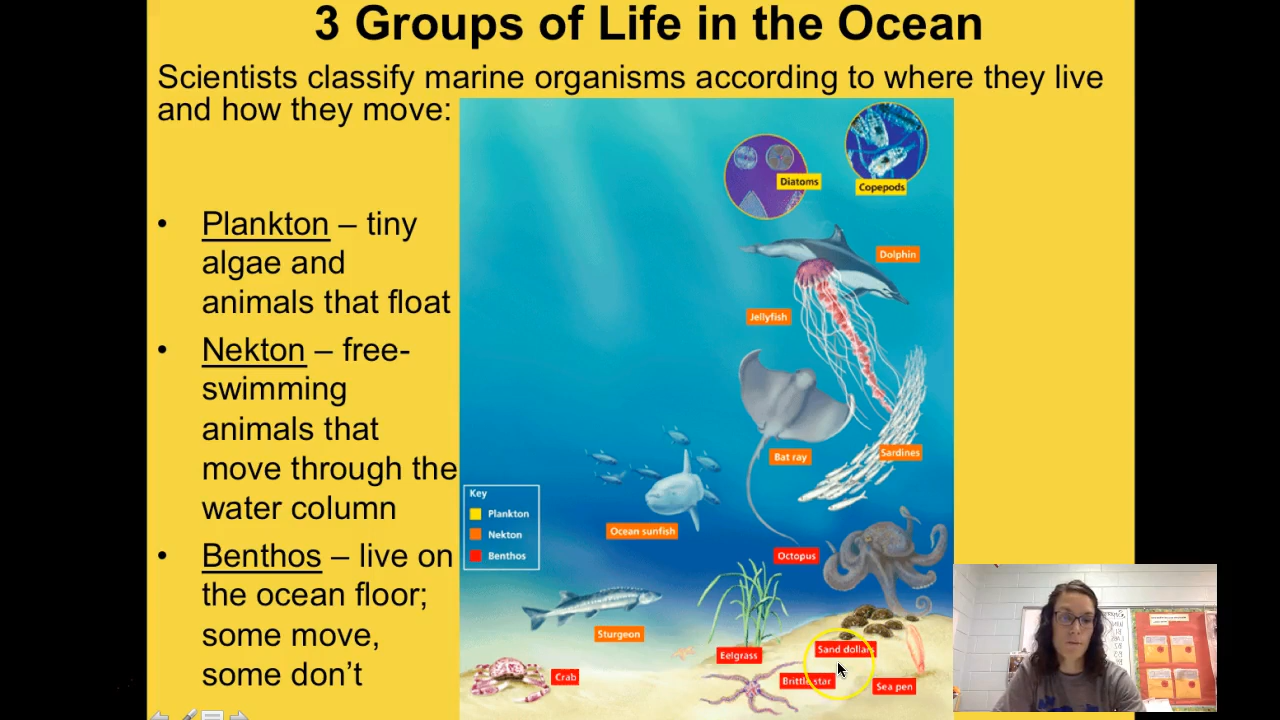 3 Groups of Life in the Ocean
Scientists classify marine organisms according to where they live
and how they move:
• Plankton – tiny
algae and
animals that float
• Nekton – free-
swimming
animals that
move through the
water column
• Benthos – live on
the ocean floor;
some move,
some don't
Diatoms
Copepods
Dolphin
Jellyfish
Bat ray
Sardines
Ocean sunfish
Key
Plankton
Nekton
Benthos
Octopus
Sturgeon
Eelgrass
Sand dollars
Crab
Brittle star
Sea pen